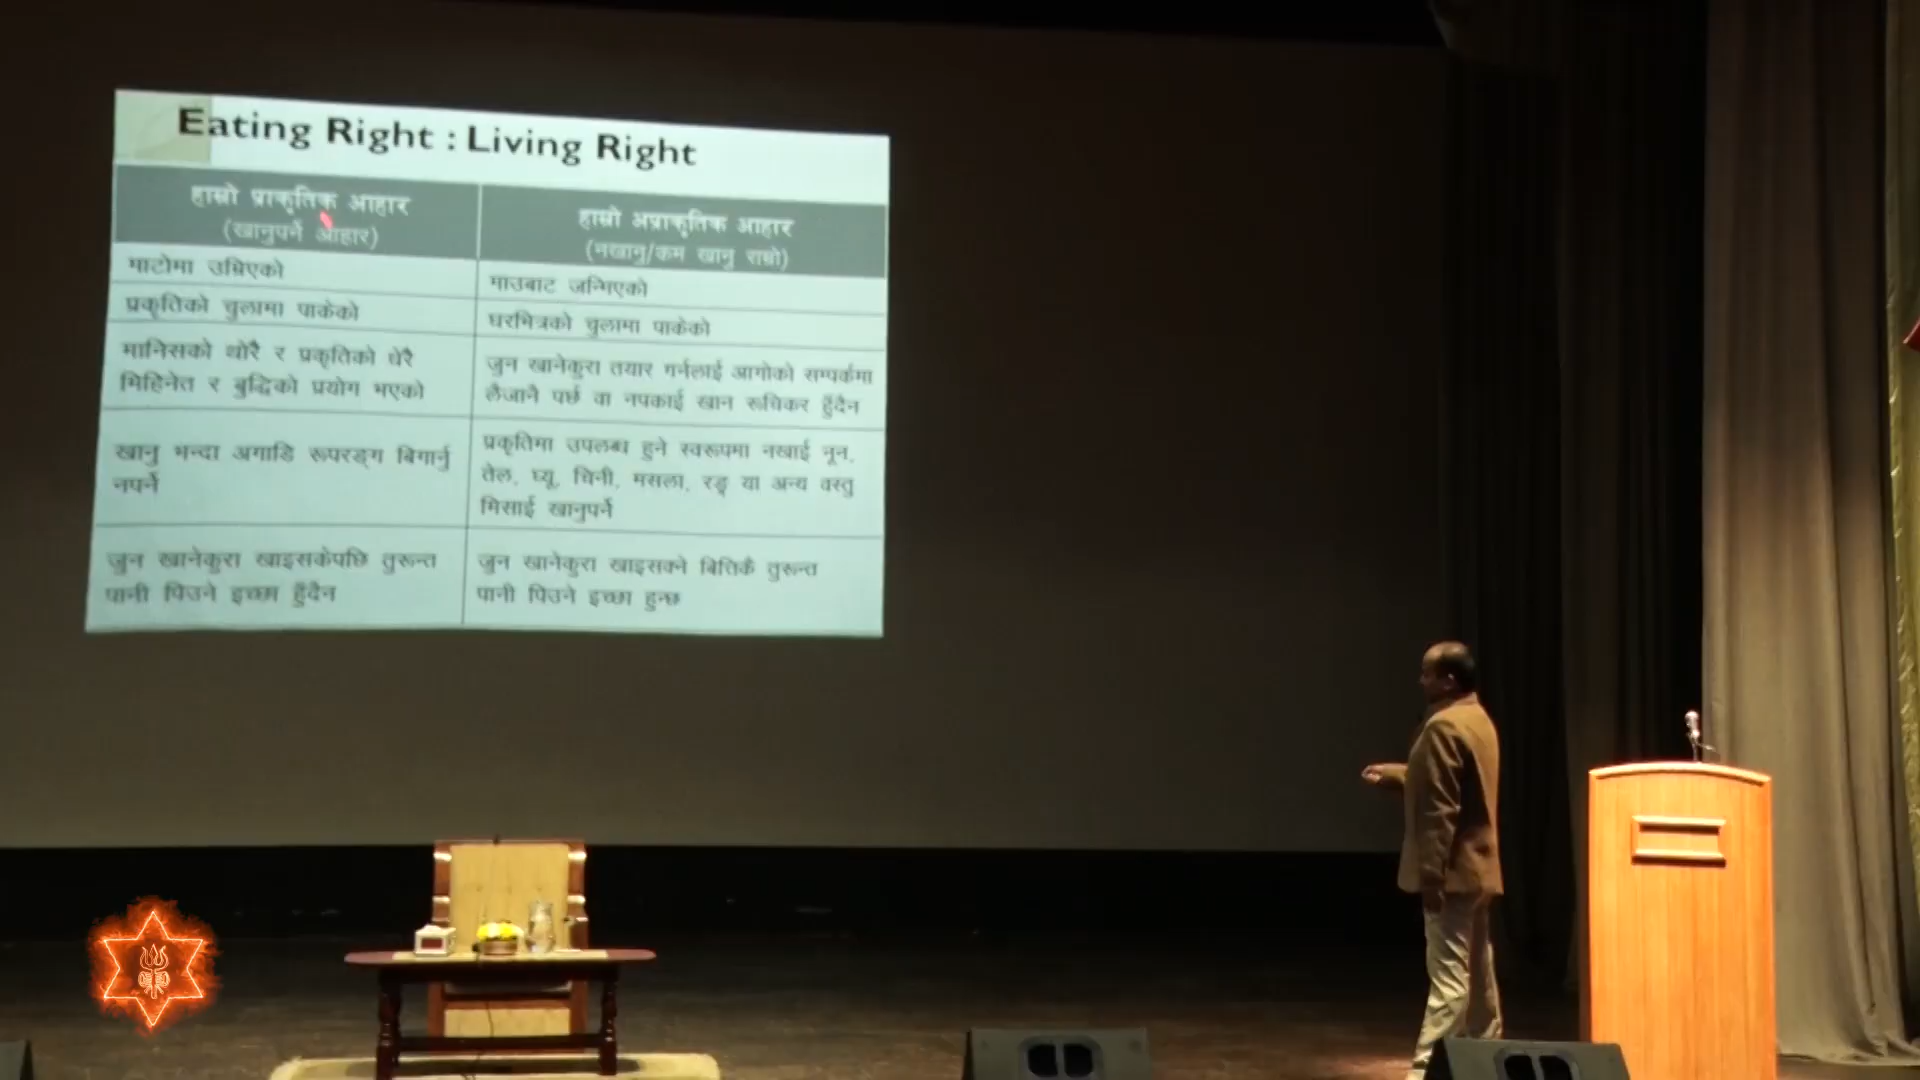 Eating Right : Living Right
हाम्रो प्राकृतिक आहार
(खानुपर्ने आहार)
हाम्रो अप्राकृतिक आहार
(नखानु/कम खानु राम्रो)
माटोमा उम्रिएको
माउबाट जन्मिएको
प्रकृतिको चुलामा पाकेको
घरभित्रको चुलामा पाकेको
मानिसको थोरै र प्रकृतिको धेरै
मिहिनेत र बुद्धिको प्रयोग भएको
जुन खानेकुरा तयार गर्नलाई आगोको सम्पर्कमा
लैजानै पर्छ वा नपकाई खान रूचिकर हुँदैन
खानु भन्दा अगाडि रूपरङ्ग बिगार्नु
नपर्ने
प्रकृतिमा उपलब्ध हुने स्वरूपमा नखाई नून,
तेल, घ्यू, चिनी, मसला, रङ्ग या अन्य वस्तु
मिसाई खानुपर्ने
जुन खानेकुरा खाइसकेपछि तुरून्त
पानी पिउने इच्छा हुँदैन
जुन खानेकुरा खाइसक्ने बित्तिकै तुरून्त
पानी पिउने इच्छा हुन्छ